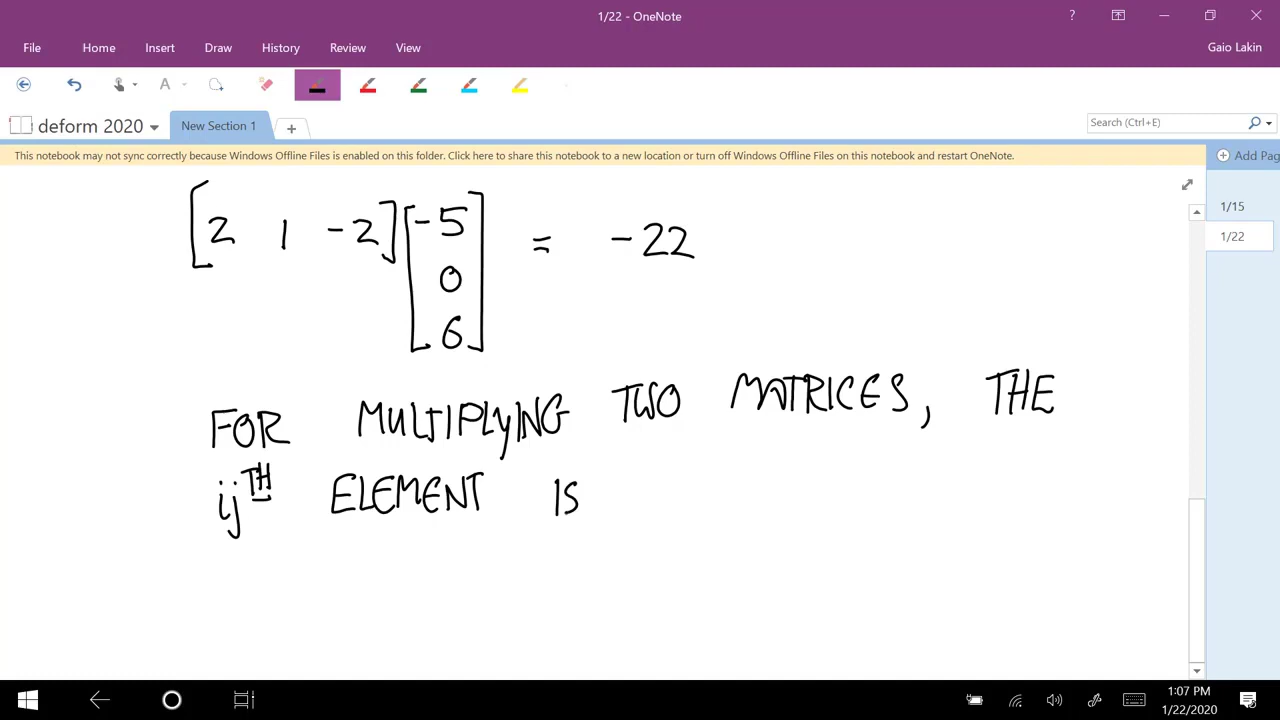 1/22 - OneNote
?
File Home Insert Draw History Review View Gaio Lakin
A
deform 2020 New Section 1 + Search (Ctrl+E)
This notebook may not sync correctly because Windows Offline Files is enabled on this folder. Click here to share this notebook to a new location or turn off Windows Offline Files on this notebook and restart OneNote.
Add Pag
1/15
1/22
[2 1 -2] [-5
0
6] = -22
FOR MULTIPLYING TWO MATRICES, THE
ijTH ELEMENT IS
1:07 PM
1/22/2020